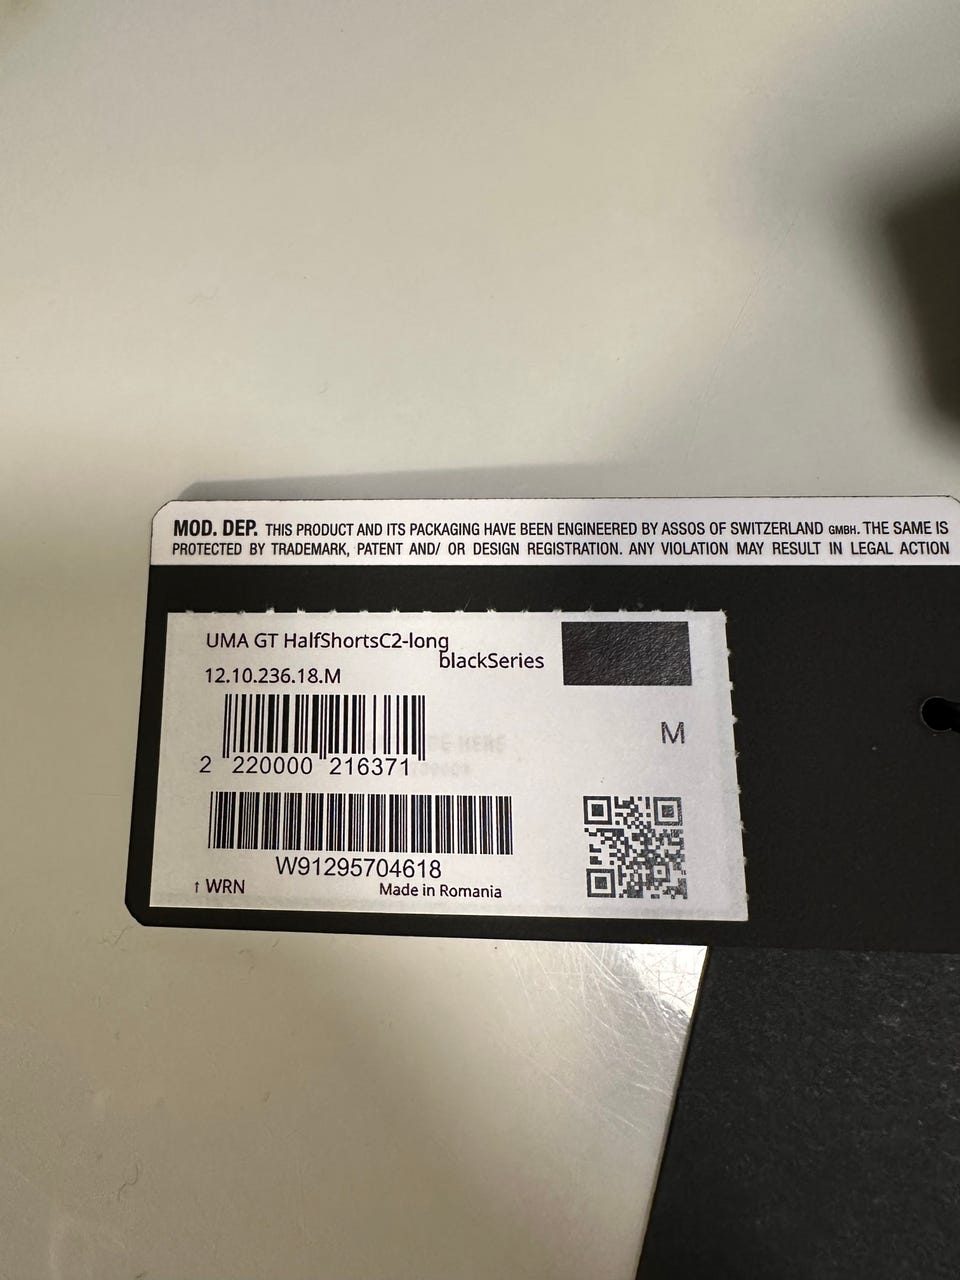 MOD. DEP. THIS PRODUCT AND ITS PACKAGING HAVE BEEN ENGINEERED BY ASSOS OF SWITZERLAND GMBH. THE SAME IS
PROTECTED BY TRADEMARK, PATENT AND/ OR DESIGN REGISTRATION. ANY VIOLATION MAY RESULT IN LEGAL ACTION
UMA GT HalfShortsC2-long
blackSeries
12.10.236.18.M
M
2 220000 216371
W91295704618
↑ WRN
Made in Romania